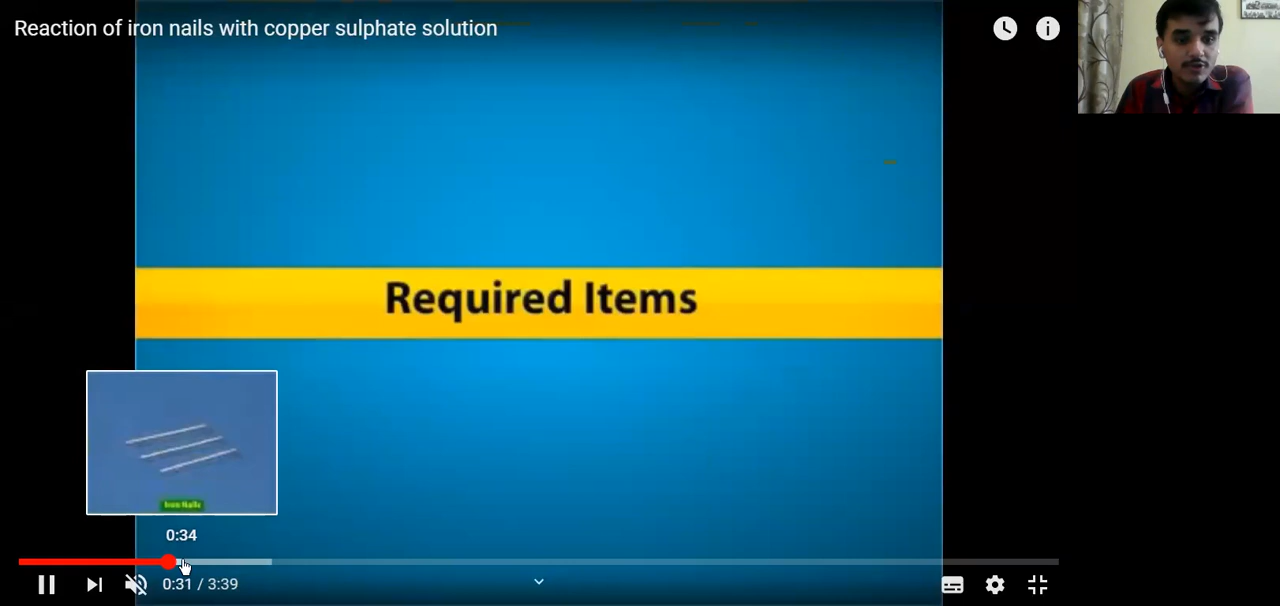 Reaction of iron nails with copper sulphate solution
Required Items
Iron Nails
0:34
0:31 / 3:39